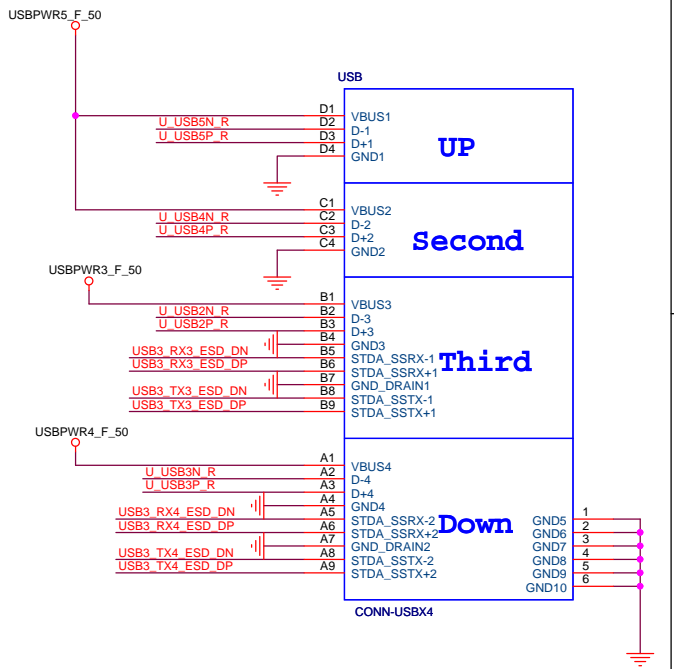 USBPWR5_F_50
USB
D1 VBUS1
U_USB5N_R D2 D-1
U_USB5P_R D3 D+1
D4 GND1
UP
C1 VBUS2
U_USB4N_R C2 D-2
U_USB4P_R C3 D+2
C4 GND2
Second
USBPWR3_F_50
B1 VBUS3
U_USB2N_R B2 D-3
U_USB2P_R B3 D+3
B4 GND3
USB3_RX3_ESD_DN B5 STDA_SSRX-1
USB3_RX3_ESD_DP B6 STDA_SSRX+1
Third
B7 GND_DRAIN1
USB3_TX3_ESD_DN B8 STDA_SSTX-1
USB3_TX3_ESD_DP B9 STDA_SSTX+1
USBPWR4_F_50
A1 VBUS4
U_USB3N_R A2 D-4
U_USB3P_R A3 D+4
A4 GND4
USB3_RX4_ESD_DN A5 STDA_SSRX-2
USB3_RX4_ESD_DP A6 STDA_SSRX+2
A7 GND_DRAIN2
USB3_TX4_ESD_DN A8 STDA_SSTX-2
USB3_TX4_ESD_DP A9 STDA_SSTX+2
Down
GND5 1
GND6 2
GND7 3
GND8 4
GND9 5
GND10 6
CONN-USBX4